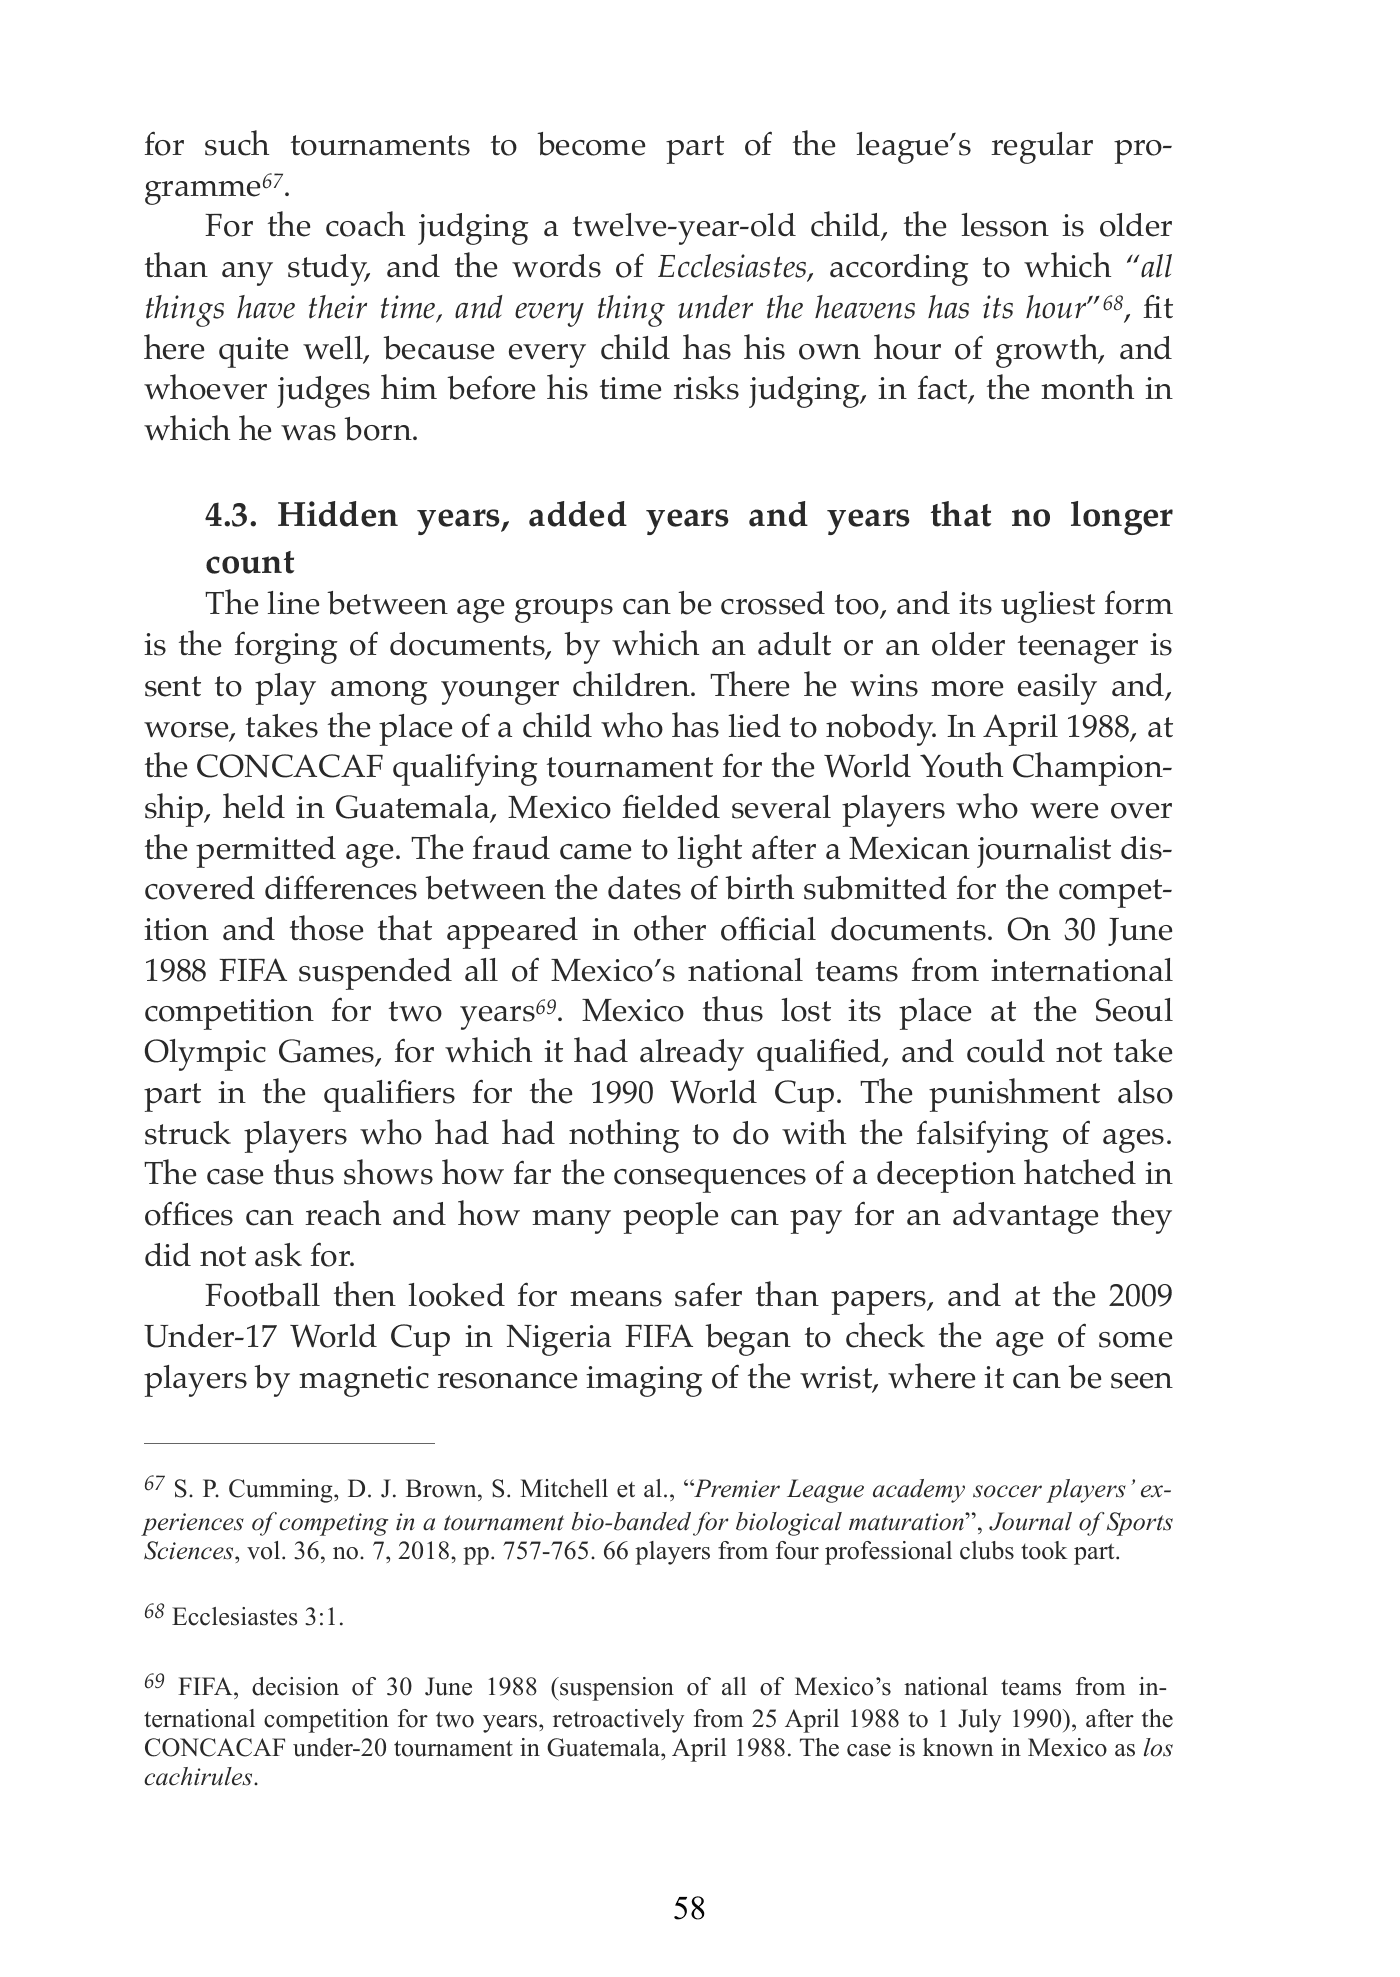 for such tournaments to become part of the league’s regular pro-
gramme67.
For the coach judging a twelve-year-old child, the lesson is older
than any study, and the words of Ecclesiastes, according to which “all
things have their time, and every thing under the heavens has its hour”68, fit
here quite well, because every child has his own hour of growth, and
whoever judges him before his time risks judging, in fact, the month in
which he was born.
4.3. Hidden years, added years and years that no longer
count
The line between age groups can be crossed too, and its ugliest form
is the forging of documents, by which an adult or an older teenager is
sent to play among younger children. There he wins more easily and,
worse, takes the place of a child who has lied to nobody. In April 1988, at
the CONCACAF qualifying tournament for the World Youth Champion-
ship, held in Guatemala, Mexico fielded several players who were over
the permitted age. The fraud came to light after a Mexican journalist dis-
covered differences between the dates of birth submitted for the compet-
ition and those that appeared in other official documents. On 30 June
1988 FIFA suspended all of Mexico’s national teams from international
competition for two years69. Mexico thus lost its place at the Seoul
Olympic Games, for which it had already qualified, and could not take
part in the qualifiers for the 1990 World Cup. The punishment also
struck players who had had nothing to do with the falsifying of ages.
The case thus shows how far the consequences of a deception hatched in
offices can reach and how many people can pay for an advantage they
did not ask for.
Football then looked for means safer than papers, and at the 2009
Under-17 World Cup in Nigeria FIFA began to check the age of some
players by magnetic resonance imaging of the wrist, where it can be seen
67 S. P. Cumming, D. J. Brown, S. Mitchell et al., “Premier League academy soccer players’ ex-
periences of competing in a tournament bio-banded for biological maturation”, Journal of Sports
Sciences, vol. 36, no. 7, 2018, pp. 757-765. 66 players from four professional clubs took part.
68 Ecclesiastes 3:1.
69 FIFA, decision of 30 June 1988 (suspension of all of Mexico’s national teams from in-
ternational competition for two years, retroactively from 25 April 1988 to 1 July 1990), after the
CONCACAF under-20 tournament in Guatemala, April 1988. The case is known in Mexico as los
cachirules.
58